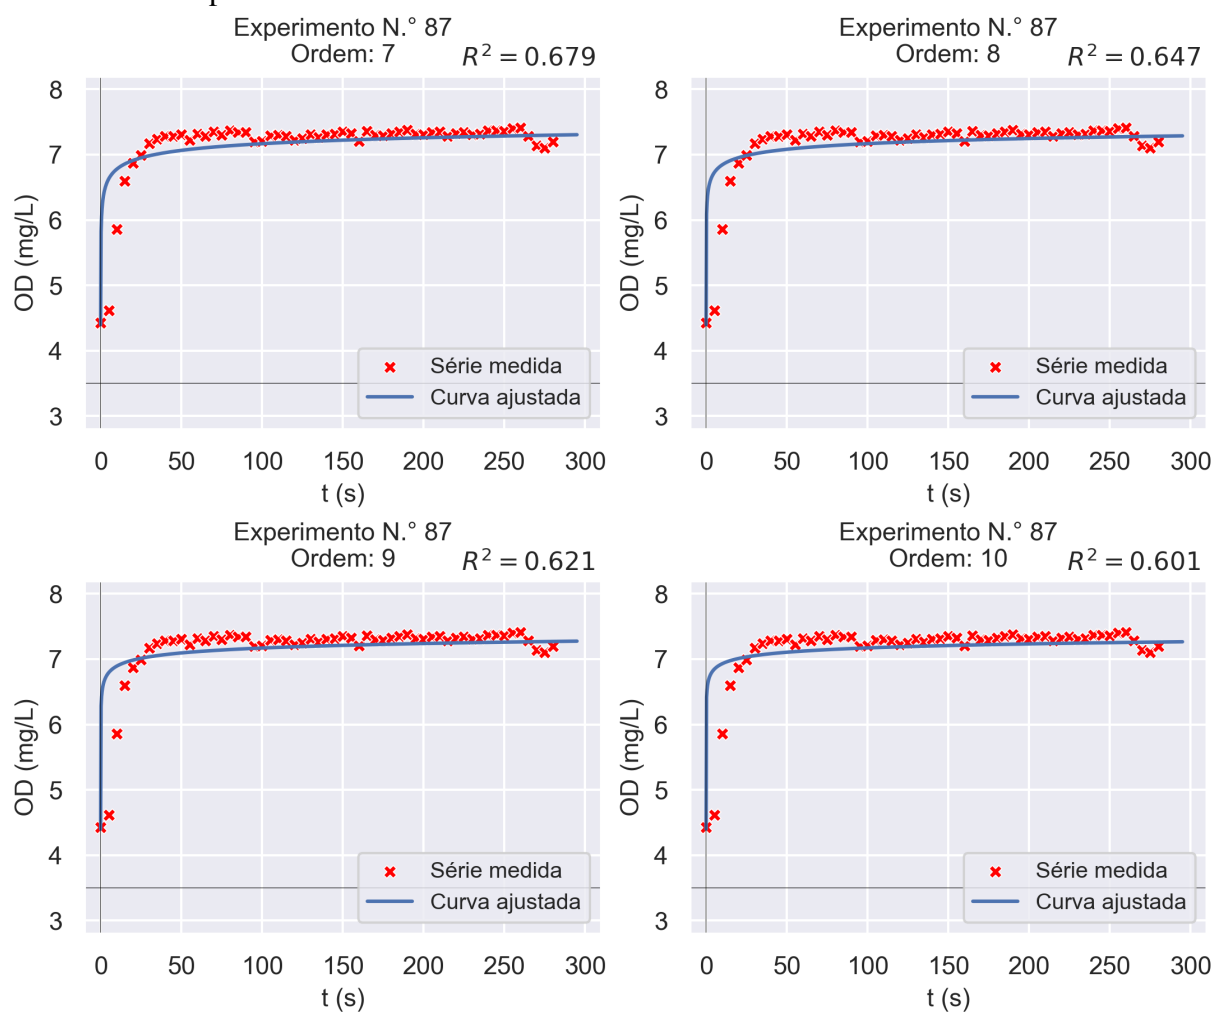 Experimento N.° 87
Ordem: 7
R² = 0.679
OD (mg/L)
8
7
6
5
4
3
Série medida
Curva ajustada
0 50 100 150 200 250 300
t (s)
Experimento N.° 87
Ordem: 8
R² = 0.647
OD (mg/L)
8
7
6
5
4
3
Série medida
Curva ajustada
0 50 100 150 200 250 300
t (s)
Experimento N.° 87
Ordem: 9
R² = 0.621
OD (mg/L)
8
7
6
5
4
3
Série medida
Curva ajustada
0 50 100 150 200 250 300
t (s)
Experimento N.° 87
Ordem: 10
R² = 0.601
OD (mg/L)
8
7
6
5
4
3
Série medida
Curva ajustada
0 50 100 150 200 250 300
t (s)